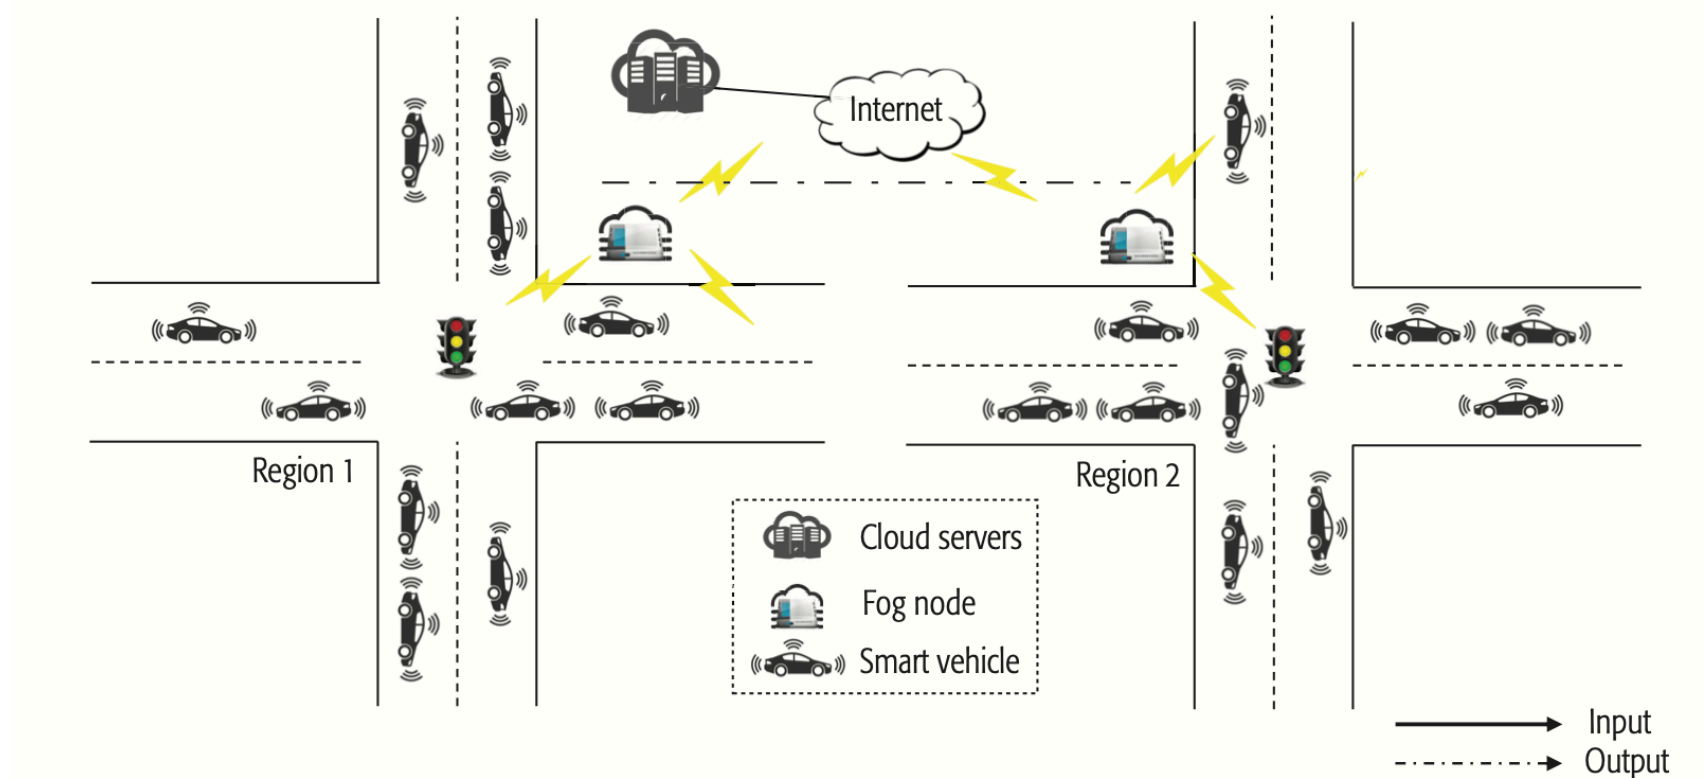 Internet
Region 1
Region 2
Cloud servers
Fog node
Smart vehicle
Input
Output